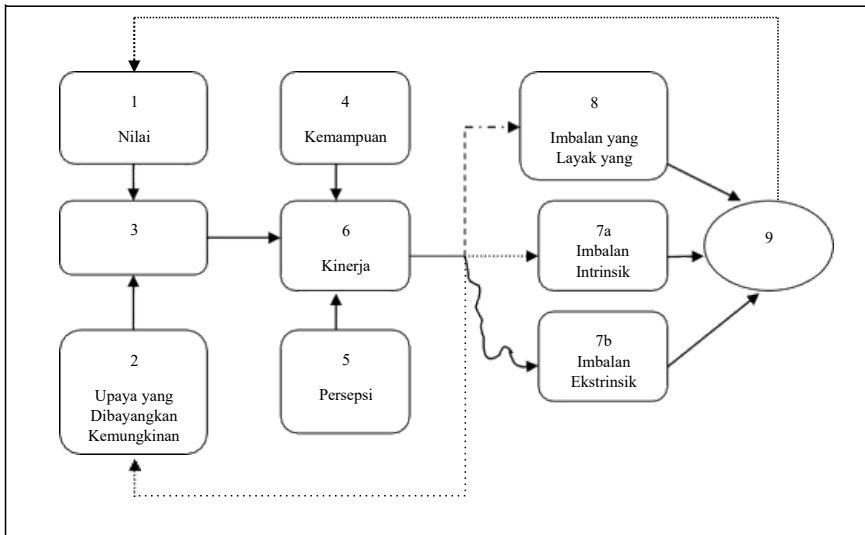 1
Nilai
4
Kemampuan
8
Imbalan yang
Layak yang
3
6
Kinerja
7a
Imbalan
Intrinsik
9
2
Upaya yang
Dibayangkan
Kemungkinan
5
Persepsi
7b
Imbalan
Ekstrinsik